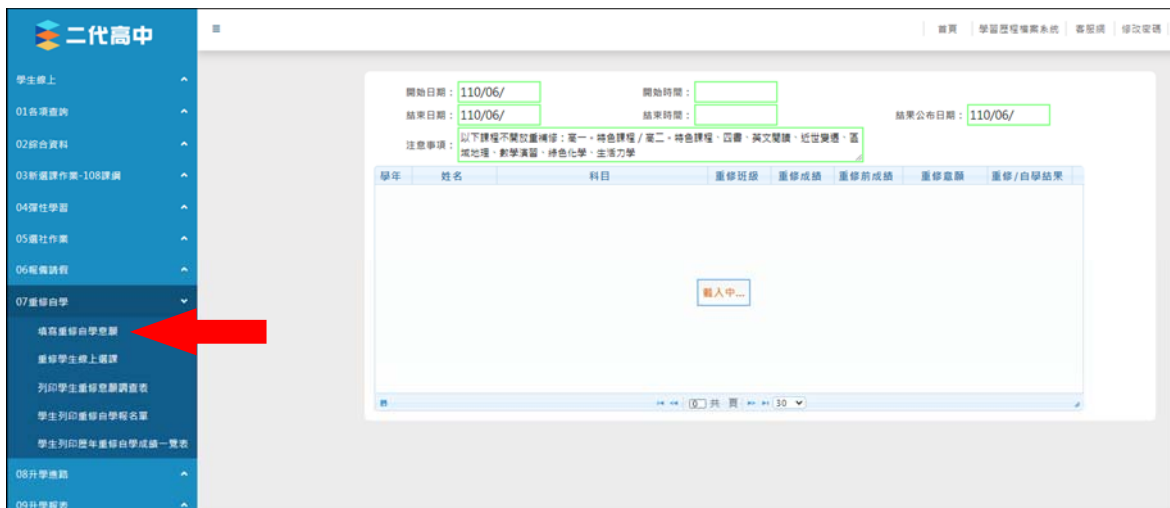 二代高中
≡
首頁 學習歷程檔案系統 客服網 修改密碼
學生線上
01各項查詢
02綜合資料
03新選課作業-108課綱
04彈性學習
05選社作業
06報備請假
07重修自學
填寫重修自學意願
重修學生線上選課
列印學生重修意願調查表
學生列印重修自學報名單
學生列印歷年重修自學成績一覽表
08升學進路
09升學報表
開始日期： 110/06/ 開始時間：
結束日期： 110/06/ 結束時間： 結果公布日期： 110/06/
注意事項： 以下課程不開放重補修：高一。特色課程 / 高二。特色課程、四書、英文閱讀、近世變遷、區
域地理、數學演習、綠色化學、生活力學
學年 姓名 科目 重修班級 重修成績 重修前成績 重修意願 重修/自學結果
載入中...
0 共 頁 30